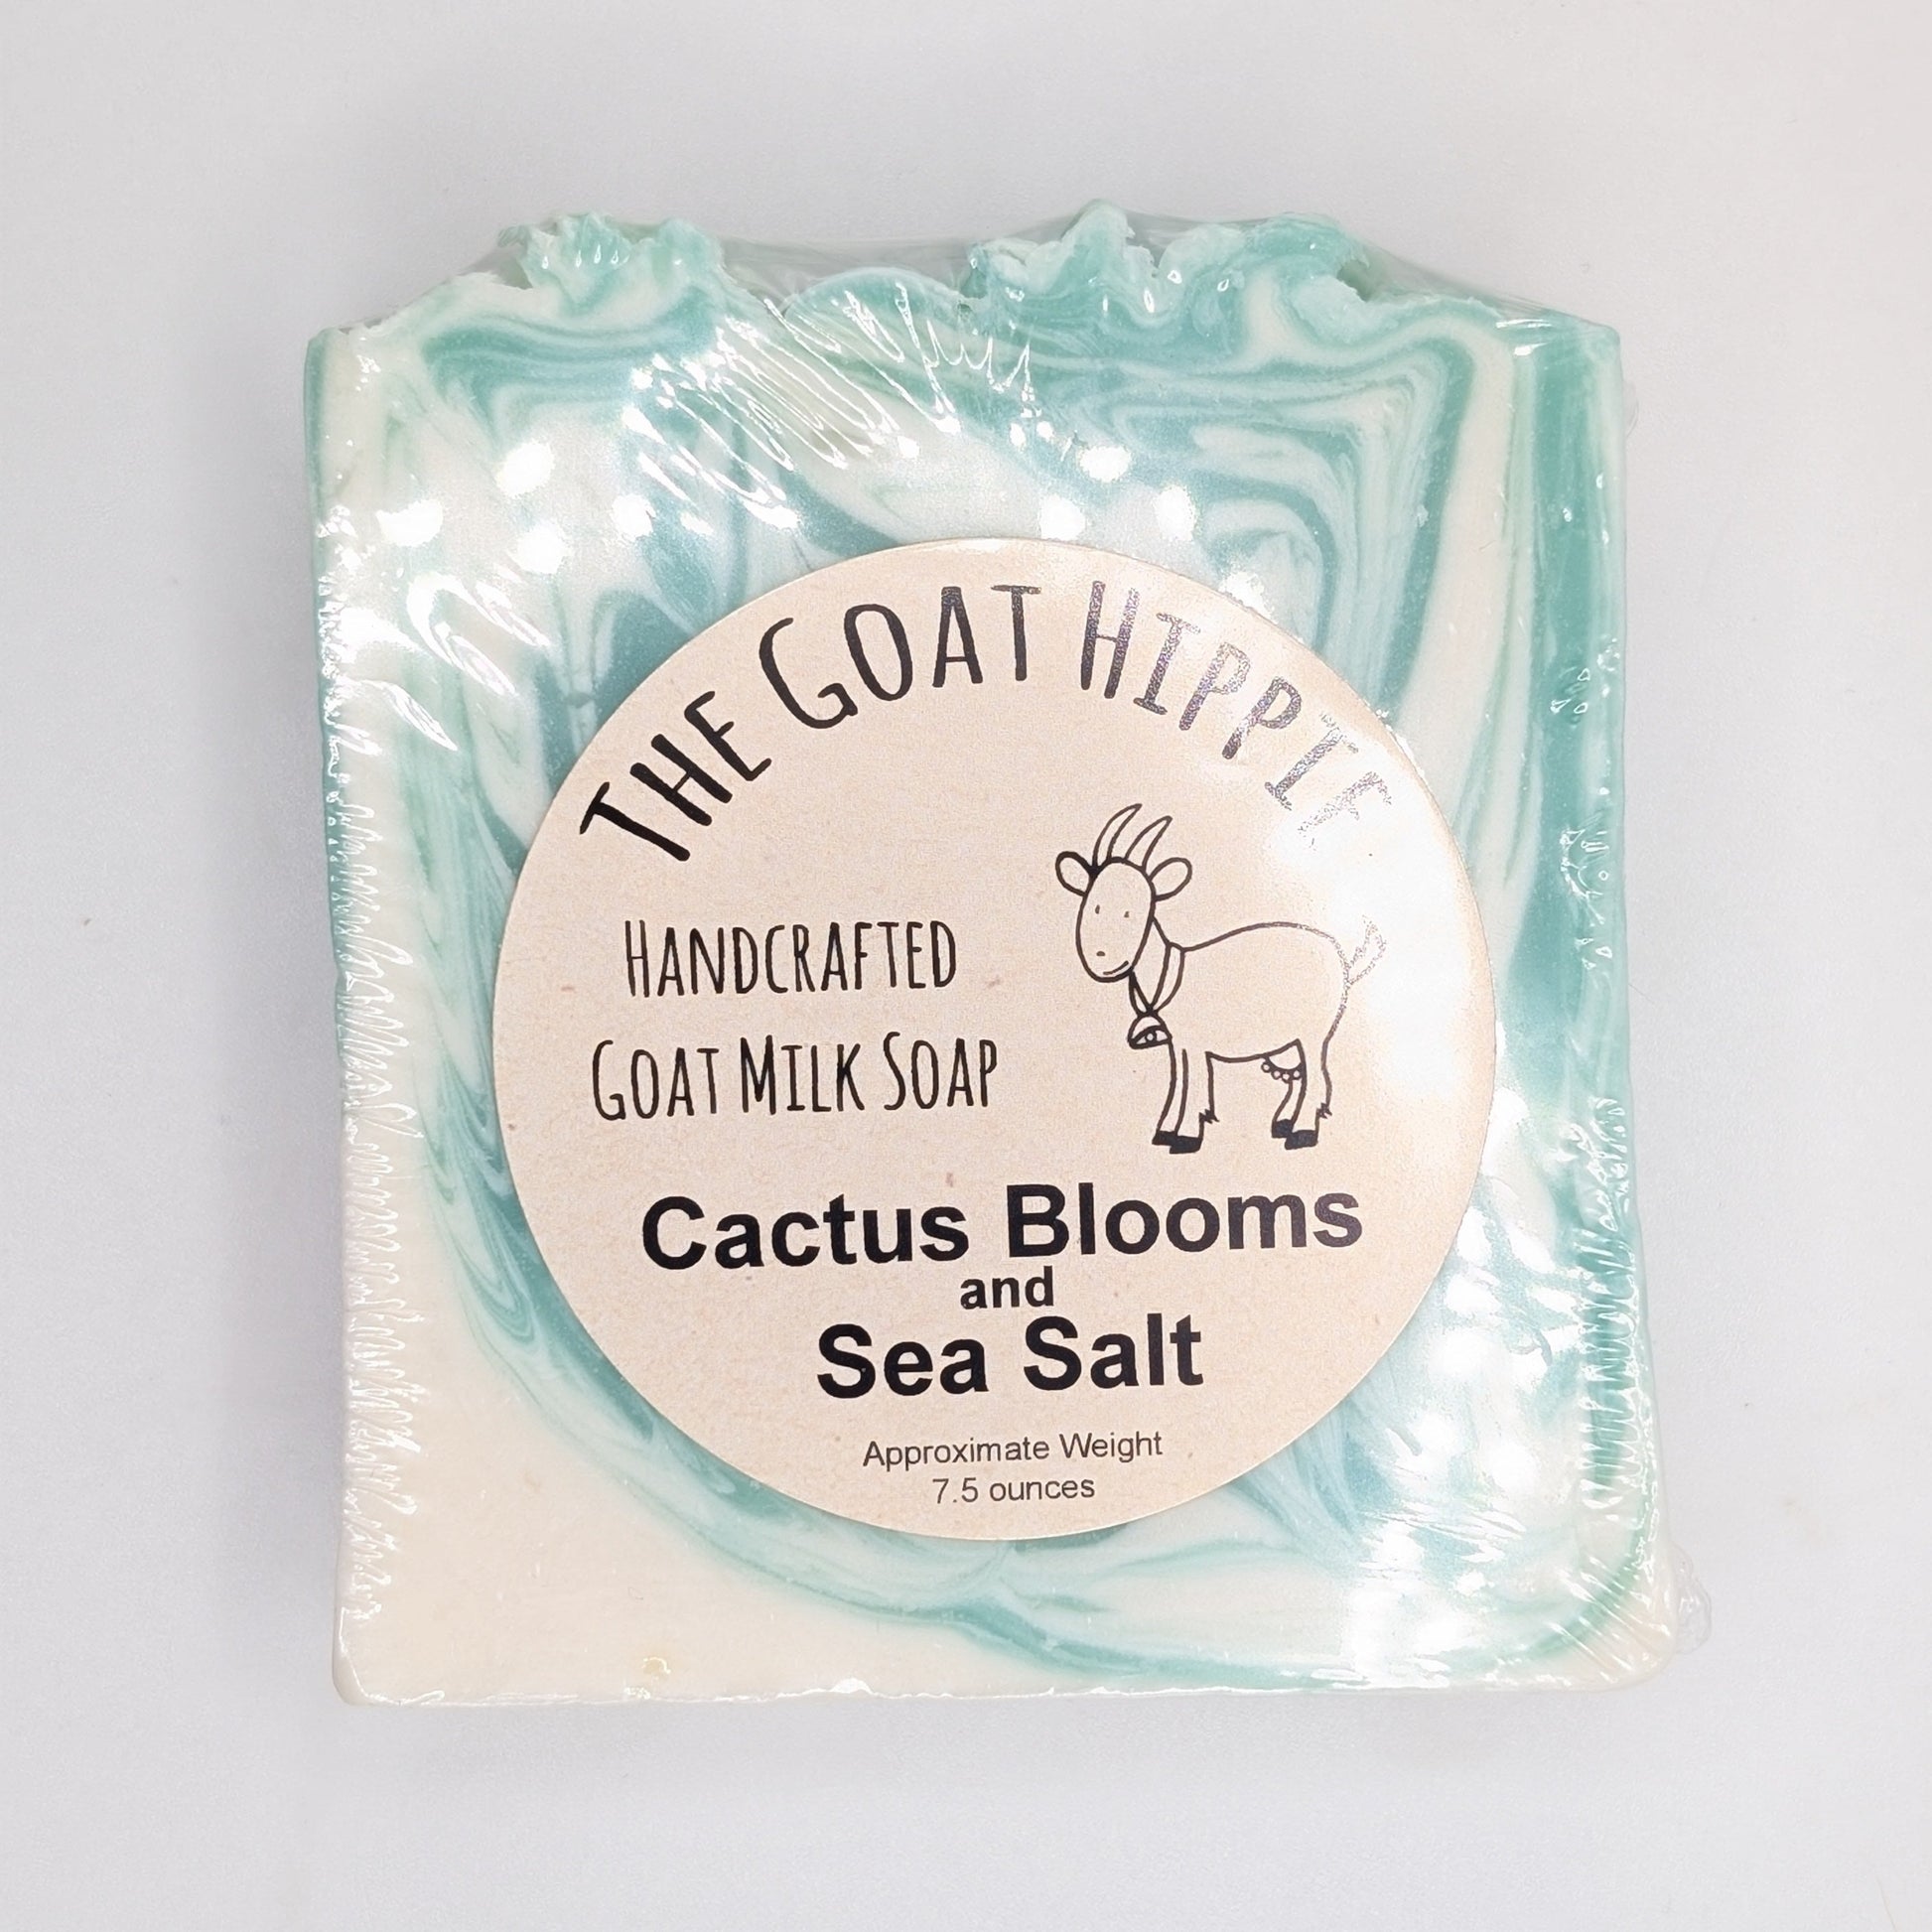 THE GOAT HIPPIE
HANDCRAFTED
GOAT MILK SOAP
Cactus Blooms
and
Sea Salt
Approximate Weight
7.5 ounces